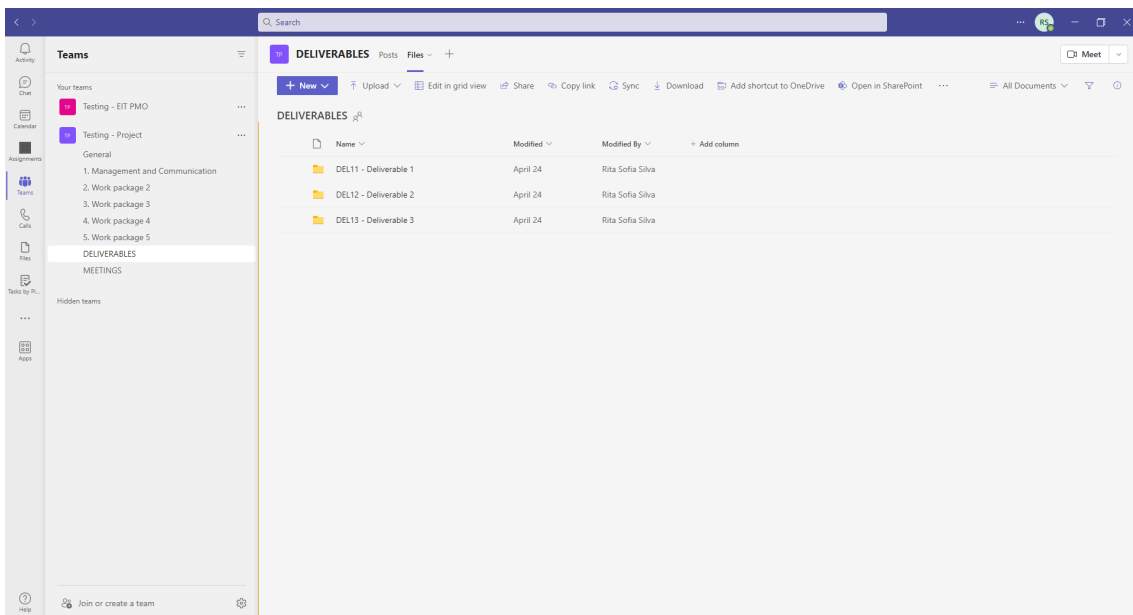 Search
RS
Activity
Chat
Calendar
Assignments
Teams
Calls
Files
Tasks by Pl...
Apps
Help
Teams
Your teams
TP Testing - EIT PMO
TP Testing - Project
General
1. Management and Communication
2. Work package 2
3. Work package 3
4. Work package 4
5. Work package 5
DELIVERABLES
MEETINGS
Hidden teams
Join or create a team
TP DELIVERABLES Posts Files Meet
New Upload Edit in grid view Share Copy link Sync Download Add shortcut to OneDrive Open in SharePoint ... All Documents
DELIVERABLES
Name Modified Modified By + Add column
DEL11 - Deliverable 1 April 24 Rita Sofia Silva
DEL12 - Deliverable 2 April 24 Rita Sofia Silva
DEL13 - Deliverable 3 April 24 Rita Sofia Silva